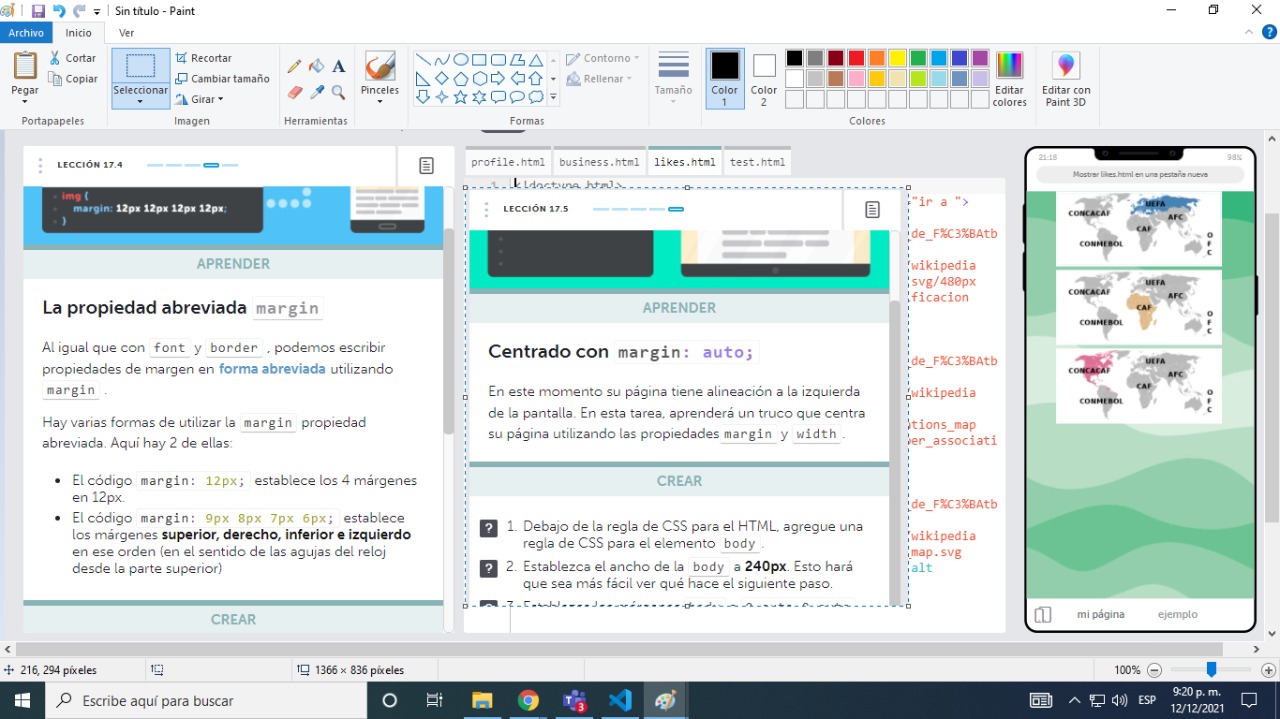 Sin título - Paint
Archivo Inicio Ver
Pegar
Cortar
Copiar
Portapapeles
Seleccionar
Recortar
Cambiar tamaño
Girar
Imagen
Herramientas
Pinceles
Contorno
Rellenar
Formas
Tamaño
Color 1
Color 2
Editar colores
Colores
Editar con Paint 3D
LECCIÓN 17.4
img {
margin: 12px 12px 12px 12px;
}
APRENDER
La propiedad abreviada margin
Al igual que con font y border , podemos escribir
propiedades de margen en forma abreviada utilizando
margin .
Hay varias formas de utilizar la margin propiedad
abreviada. Aquí hay 2 de ellas:
El código margin: 12px; establece los 4 márgenes
en 12px.
El código margin: 9px 8px 7px 6px; establece
los márgenes superior, derecho, inferior e izquierdo
en ese orden (en el sentido de las agujas del reloj
desde la parte superior)
CREAR
profile.html business.html likes.html test.html
1 <!doctype html>
LECCIÓN 17.5
APRENDER
Centrado con margin: auto;
En este momento su página tiene alineación a la izquierda
de la pantalla. En esta tarea, aprenderá un truco que centra
su página utilizando las propiedades margin y width .
CREAR
? 1. Debajo de la regla de CSS para el HTML, agregue una
regla de CSS para el elemento body .
? 2. Establezca el ancho de la body a 240px. Esto hará
que sea más fácil ver qué hace el siguiente paso.
"ir a ">
de_F%C3%BAtb
wikipedia
svg/480px
ficacion
de_F%C3%BAtb
wikipedia
tions_map
er_associati
de_F%C3%BAtb
wikipedia
map.svg
alt
21:18 98%
Mostrar likes.html en una pestaña nueva
UEFA
CONCACAF AFC
CAF
CONMEBOL OFC
UEFA
CONCACAF AFC
CAF
CONMEBOL OFC
UEFA
CONCACAF AFC
CAF
CONMEBOL OFC
mi página ejemplo
216, 294 píxeles
1366 × 836 píxeles
100%
Escribe aquí para buscar
3
ESP
9:20 p. m.
12/12/2021